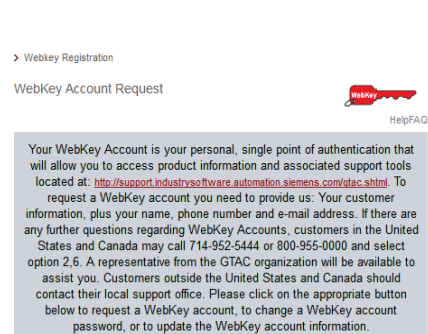 > Webkey Registration
WebKey Account Request
WebKey
HelpFAQ
Your WebKey Account is your personal, single point of authentication that
will allow you to access product information and associated support tools
located at: http://support.industrysoftware.automation.siemens.com/gtac.shtml. To
request a WebKey account you need to provide us: Your customer
information, plus your name, phone number and e-mail address. If there are
any further questions regarding WebKey Accounts, customers in the United
States and Canada may call 714-952-5444 or 800-955-0000 and select
option 2,6. A representative from the GTAC organization will be available to
assist you. Customers outside the United States and Canada should
contact their local support office. Please click on the appropriate button
below to request a WebKey account, to change a WebKey account
password, or to update the WebKey account information.